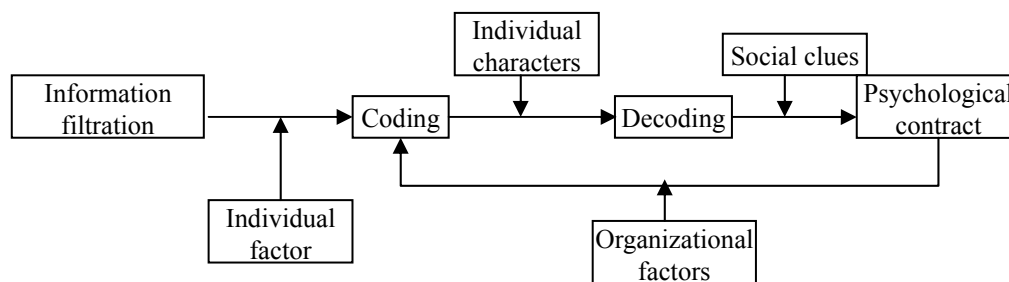 Individual
characters
Social clues
Information
filtration
Coding
Decoding
Psychological
contract
Individual
factor
Organizational
factors